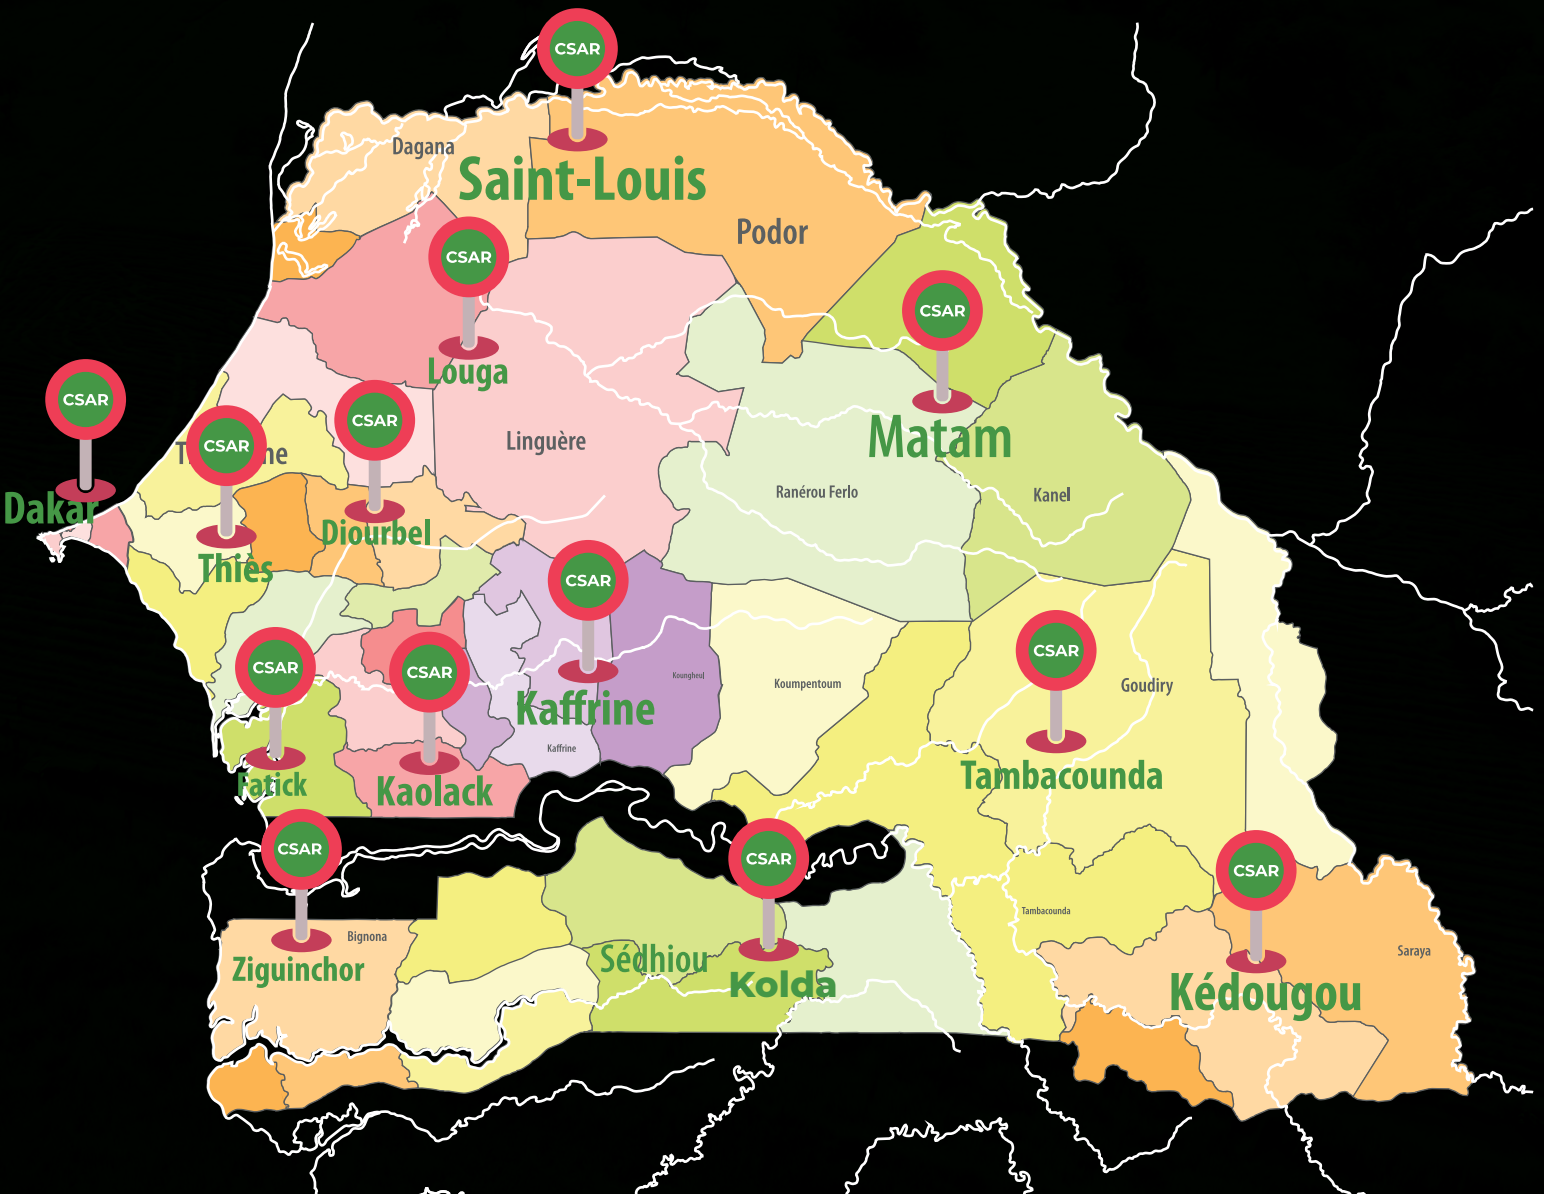 CSAR
Dagana
Saint-Louis
Podor
CSAR
Louga
CSAR
Matam
CSAR
Dakar
CSAR
Thiès
CSAR
Diourbel
Linguère
Ranérou Ferlo
Kanel
CSAR
Kaffrine
Koungheul
Koumpentoum
CSAR
Goudiry
Tambacounda
CSAR
Fatick
CSAR
Kaolack
Kaffrine
CSAR
Bignona
Ziguinchor
CSAR
Sédhiou
Kolda
Tambacounda
CSAR
Saraya
Kédougou